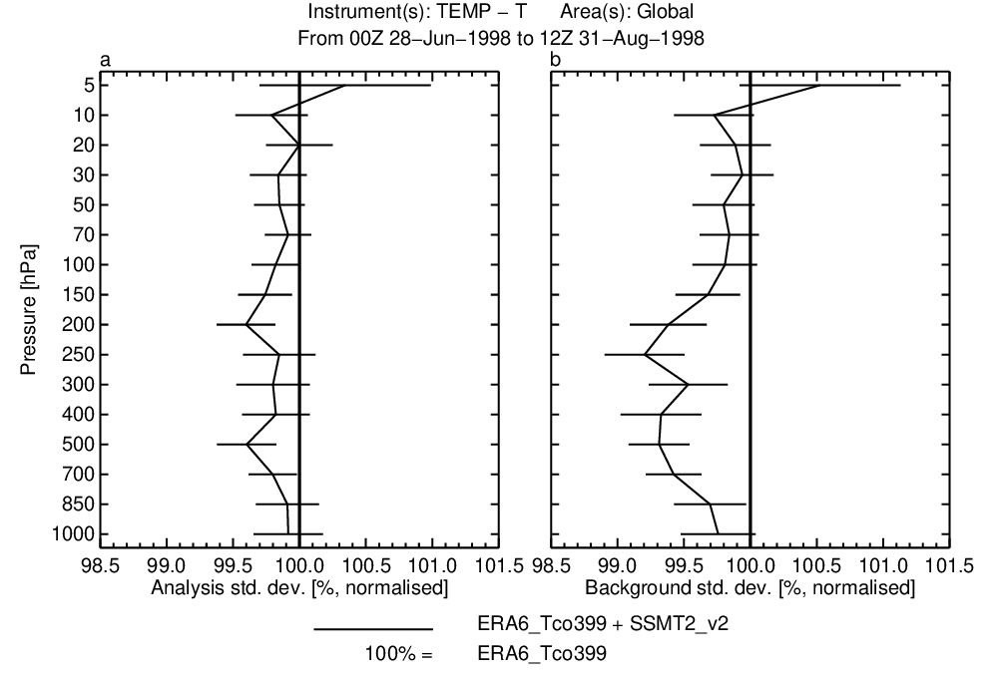 Instrument(s): TEMP − T Area(s): Global
From 00Z 28−Jun−1998 to 12Z 31−Aug−1998
a
5
10
20
30
50
70
100
150
200
250
300
400
500
700
850
1000
Pressure [hPa]
98.5 99.0 99.5 100.0 100.5 101.0 101.5
Analysis std. dev. [%, normalised]
b
98.5 99.0 99.5 100.0 100.5 101.0 101.5
Background std. dev. [%, normalised]
ERA6_Tco399 + SSMT2_v2
100% = ERA6_Tco399